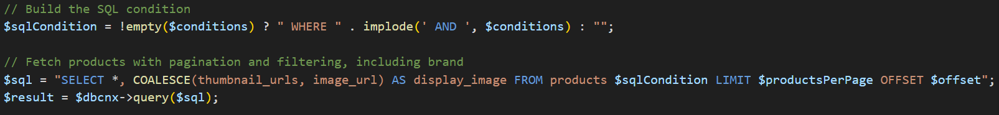 // Build the SQL condition
$sqlCondition = !empty($conditions) ? " WHERE " . implode(' AND ', $conditions) : "";
// Fetch products with pagination and filtering, including brand
$sql = "SELECT *, COALESCE(thumbnail_urls, image_url) AS display_image FROM products $sqlCondition LIMIT $productsPerPage OFFSET $offset";
$result = $dbcnx->query($sql);